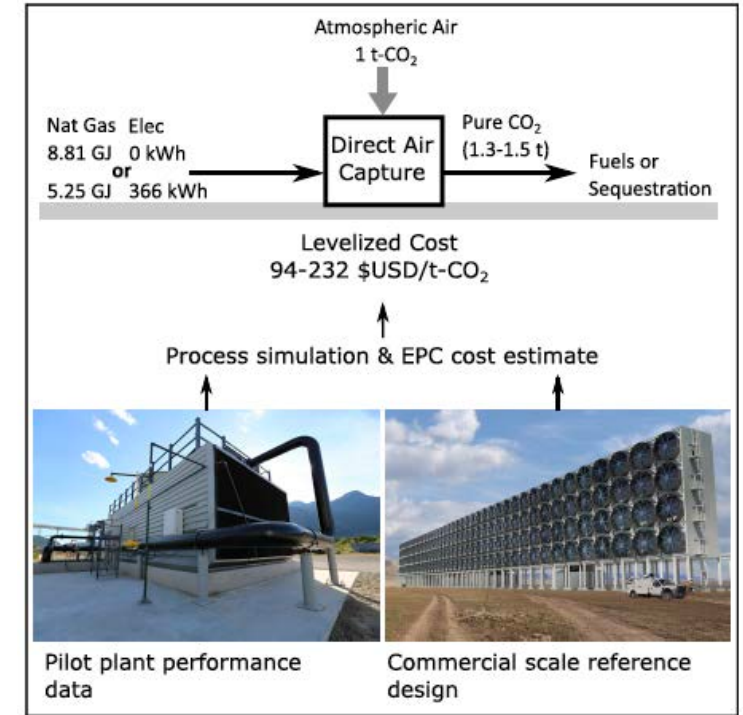 Atmospheric Air
1 t-CO₂
Nat Gas Elec
8.81 GJ 0 kWh
or
5.25 GJ 366 kWh
Direct Air
Capture
Pure CO₂
(1.3-1.5 t)
Fuels or
Sequestration
Levelized Cost
94-232 $USD/t-CO₂
Process simulation & EPC cost estimate
Pilot plant performance
data
Commercial scale reference
design